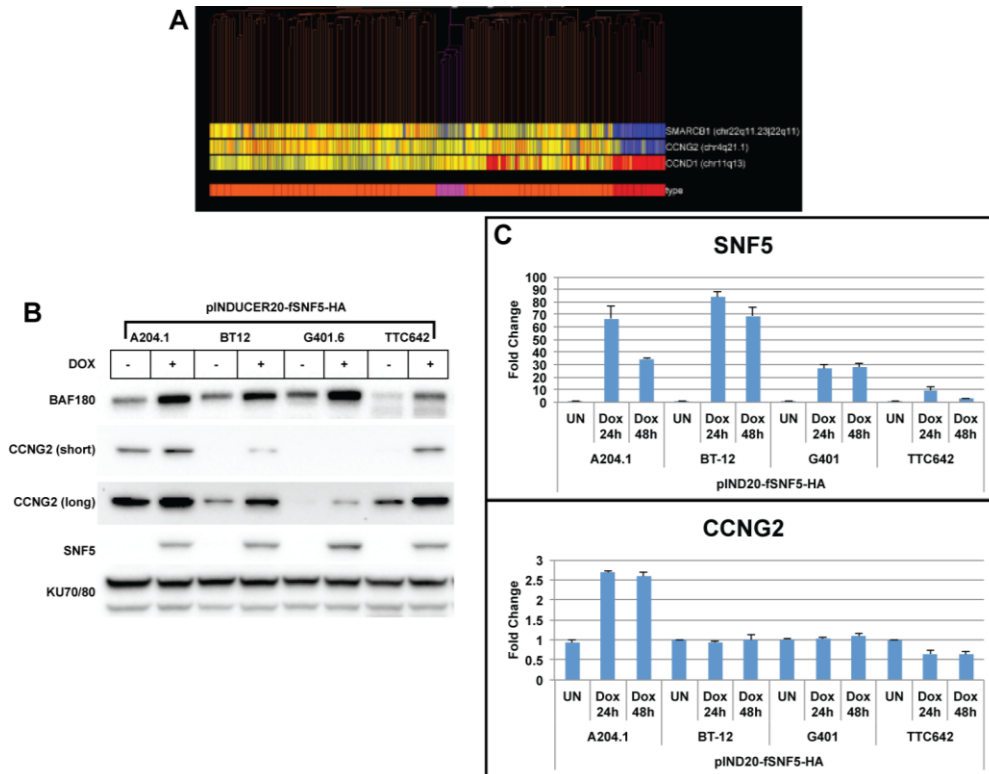 A
SMARCB1 (chr22q11.23|22q11)
CCNG2 (chr4q21.1)
CCND1 (chr11q13)
type
B
pINDUCER20-fSNF5-HA
A204.1 BT12 G401.6 TTC642
DOX - + - + - + - +
BAF180
CCNG2 (short)
CCNG2 (long)
SNF5
KU70/80
C
SNF5
Fold Change
100
90
80
70
60
50
40
30
20
10
0
UN Dox 24h Dox 48h UN Dox 24h Dox 48h UN Dox 24h Dox 48h UN Dox 24h Dox 48h
A204.1 BT-12 G401 TTC642
pIND20-fSNF5-HA
CCNG2
Fold Change
3
2.5
2
1.5
1
0.5
0
UN Dox 24h Dox 48h UN Dox 24h Dox 48h UN Dox 24h Dox 48h UN Dox 24h Dox 48h
A204.1 BT-12 G401 TTC642
pIND20-fSNF5-HA